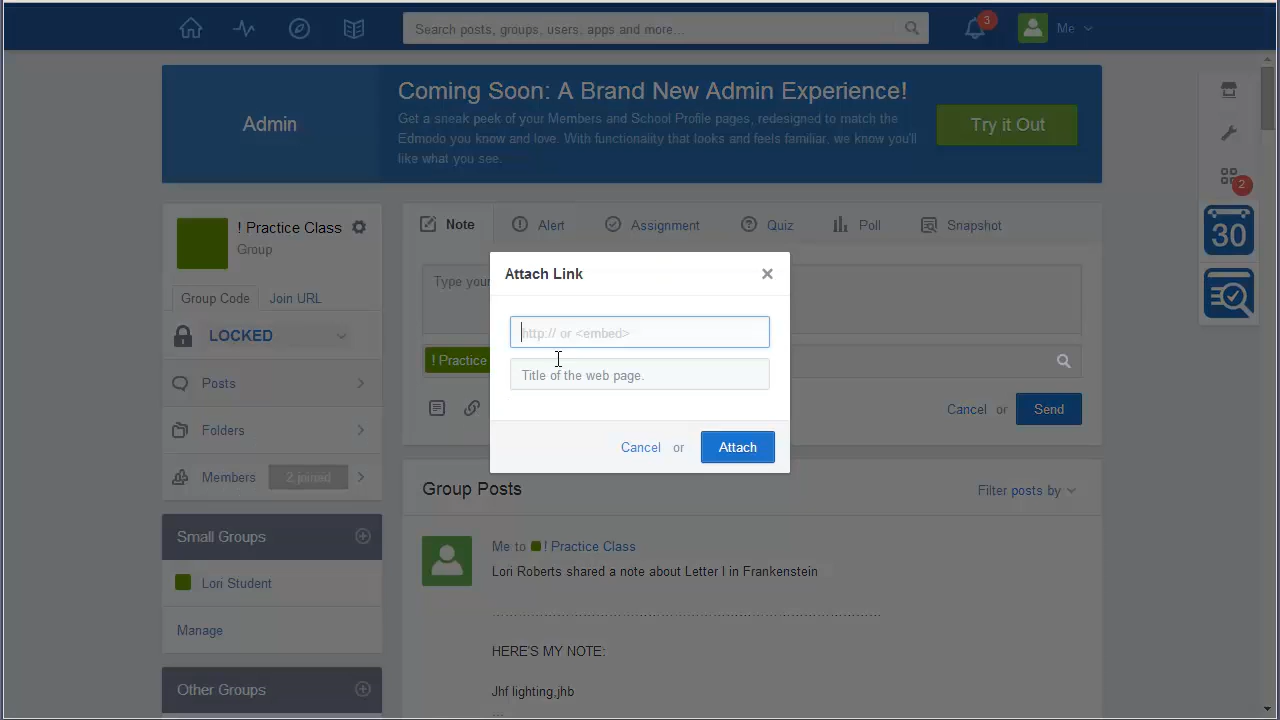 Search posts, groups, users, apps and more...
3
Me
Admin
Coming Soon: A Brand New Admin Experience!
Get a sneak peek of your Members and School Profile pages, redesigned to match the
Edmodo you know and love. With functionality that looks and feels familiar, we know you'll
like what you see.
Try it Out
2
30
! Practice Class
Group
Group Code
Join URL
LOCKED
Posts
Folders
Members
2 joined
Small Groups
Lori Student
Manage
Other Groups
Note
Alert
Assignment
Quiz
Poll
Snapshot
Type your
! Practice
Cancel or
Send
Attach Link
http:// or <embed>
Title of the web page.
Cancel or
Attach
Group Posts
Filter posts by
Me to ! Practice Class
Lori Roberts shared a note about Letter I in Frankenstein
HERE'S MY NOTE:
Jhf lighting,jhb